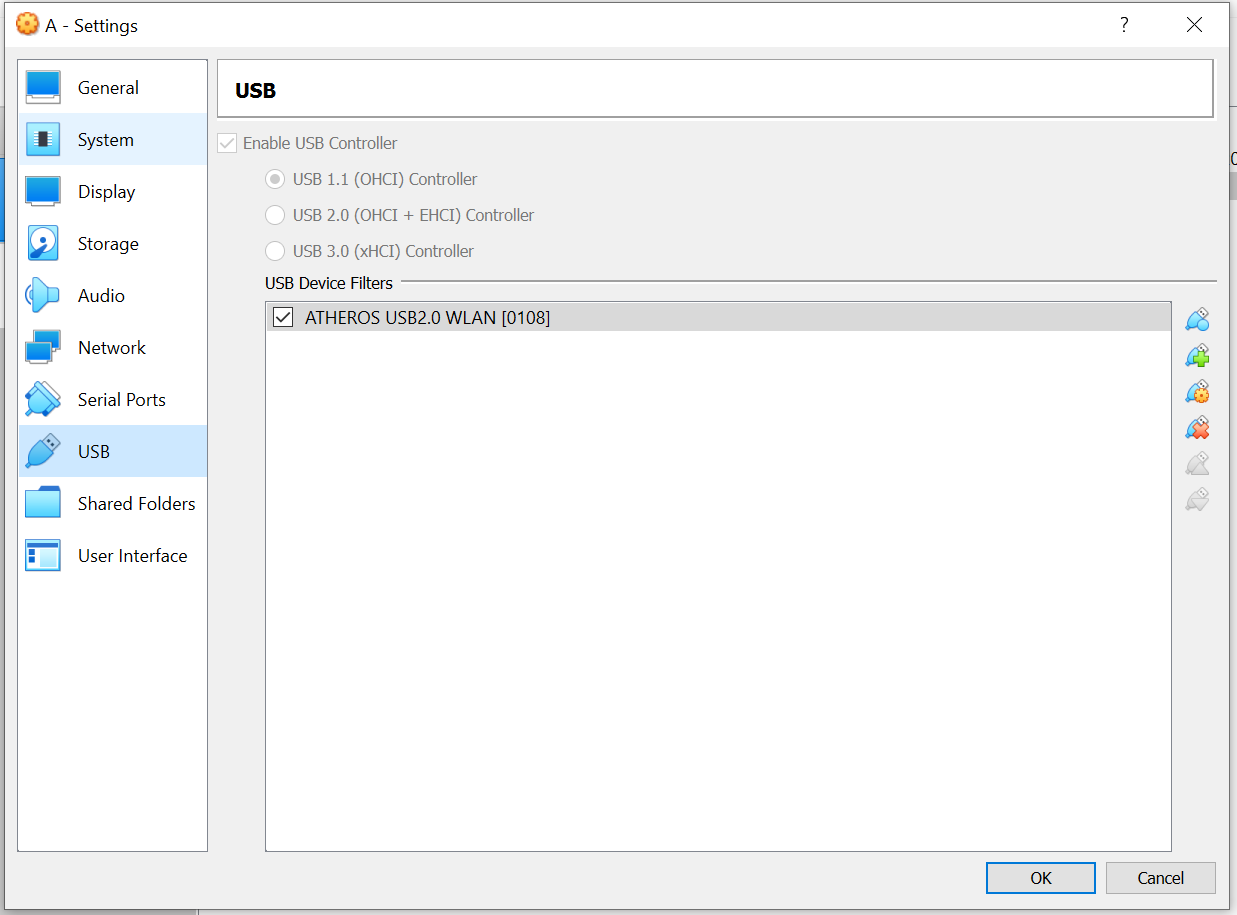 A - Settings
?
General
System
Display
Storage
Audio
Network
Serial Ports
USB
Shared Folders
User Interface
USB
Enable USB Controller
USB 1.1 (OHCI) Controller
USB 2.0 (OHCI + EHCI) Controller
USB 3.0 (xHCI) Controller
USB Device Filters
ATHEROS USB2.0 WLAN [0108]
OK
Cancel